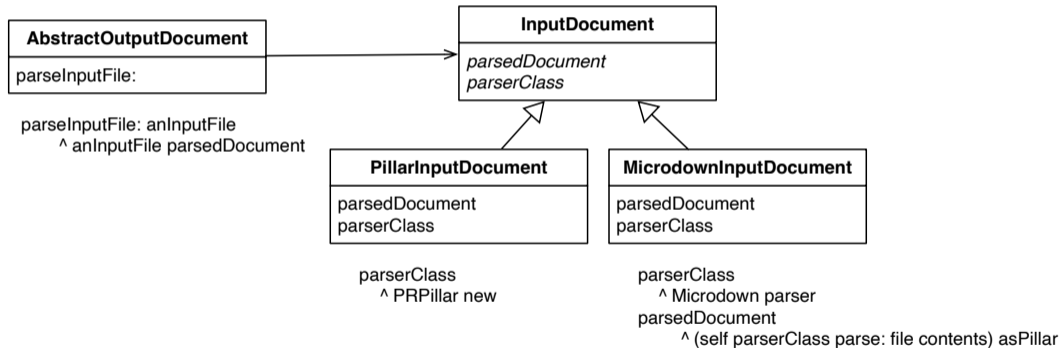 AbstractOutputDocument
parseInputFile:
parseInputFile: anInputFile
^ anInputFile parsedDocument
InputDocument
parsedDocument
parserClass
PillarInputDocument
parsedDocument
parserClass
parserClass
^ PRPillar new
MicrodownInputDocument
parsedDocument
parserClass
parserClass
^ Microdown parser
parsedDocument
^ (self parserClass parse: file contents) asPillar